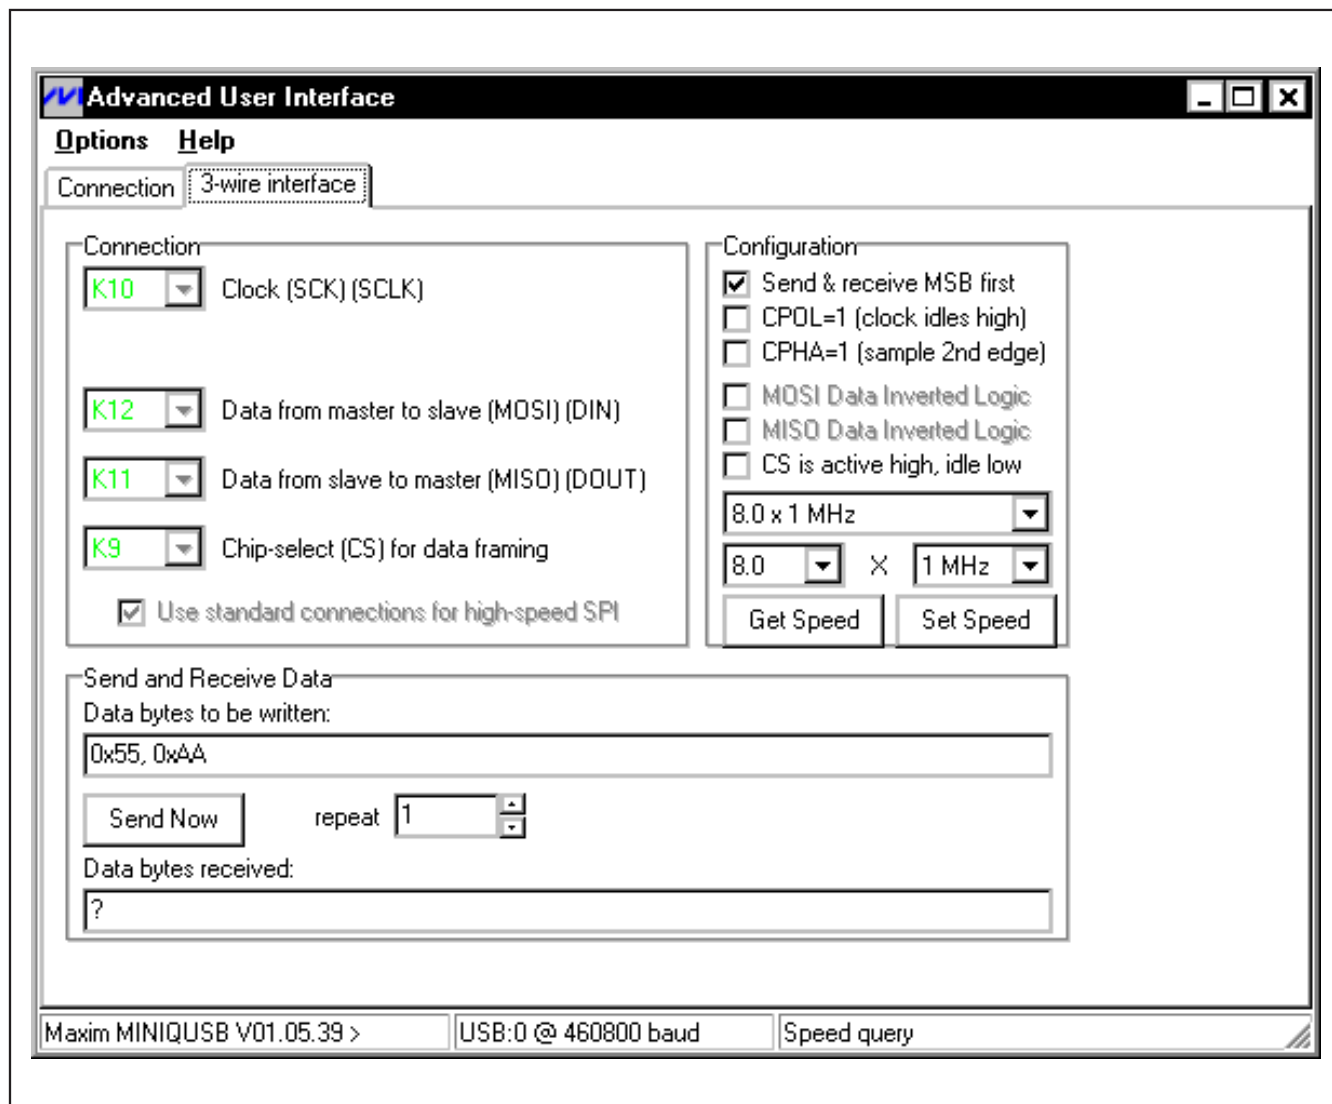 Advanced User Interface
Options Help
Connection 3-wire interface
Connection
K10 Clock (SCK) (SCLK)
K12 Data from master to slave (MOSI) (DIN)
K11 Data from slave to master (MISO) (DOUT)
K9 Chip-select (CS) for data framing
Use standard connections for high-speed SPI
Configuration
Send & receive MSB first
CPOL=1 (clock idles high)
CPHA=1 (sample 2nd edge)
MOSI Data Inverted Logic
MISO Data Inverted Logic
CS is active high, idle low
8.0 x 1 MHz
8.0 X 1 MHz
Get Speed Set Speed
Send and Receive Data
Data bytes to be written:
0x55, 0xAA
Send Now repeat 1
Data bytes received:
?
Maxim MINIQUSB V01.05.39 > USB:0 @ 460800 baud Speed query